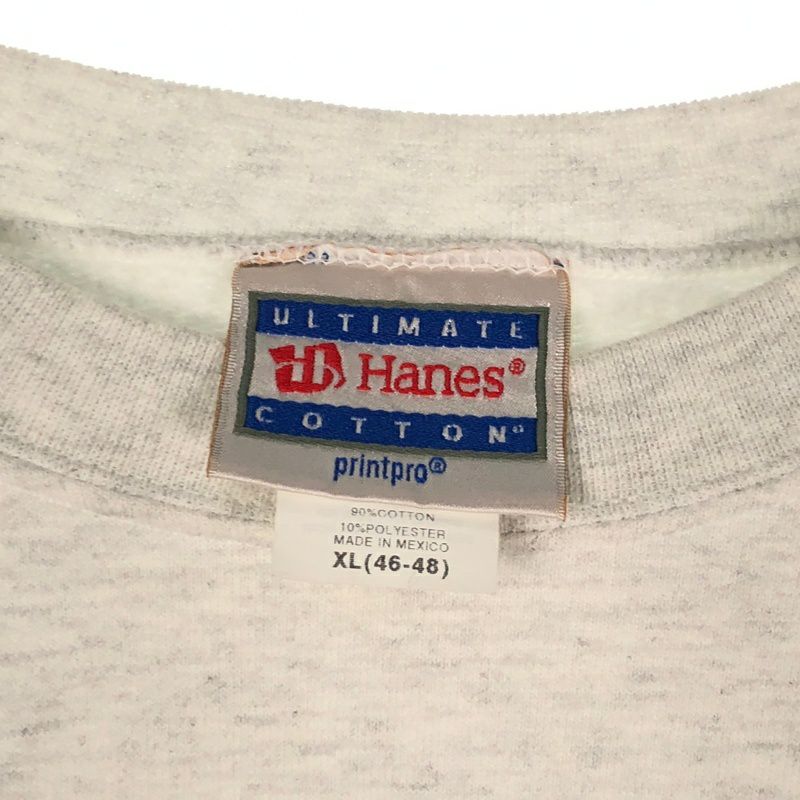 ULTIMATE
Hanes®
COTTON
printpro®
90%COTTON
10%POLYESTER
MADE IN MEXICO
XL(46-48)